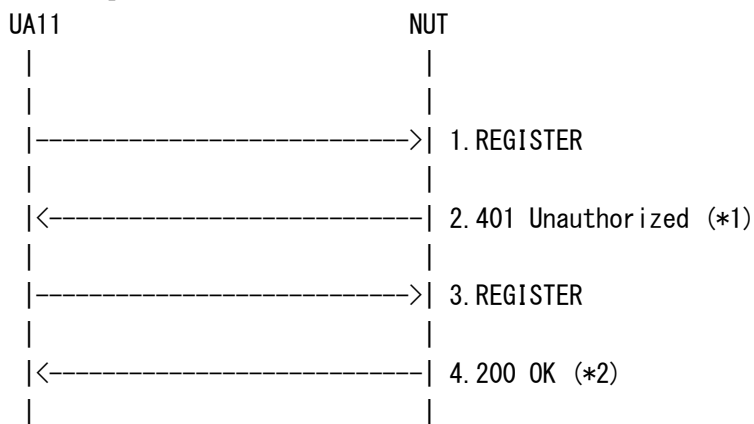 UA11 NUT
|------------------------------>| 1.REGISTER
|<------------------------------| 2.401 Unauthorized (*1)
|------------------------------>| 3.REGISTER
|<------------------------------| 4.200 OK (*2)